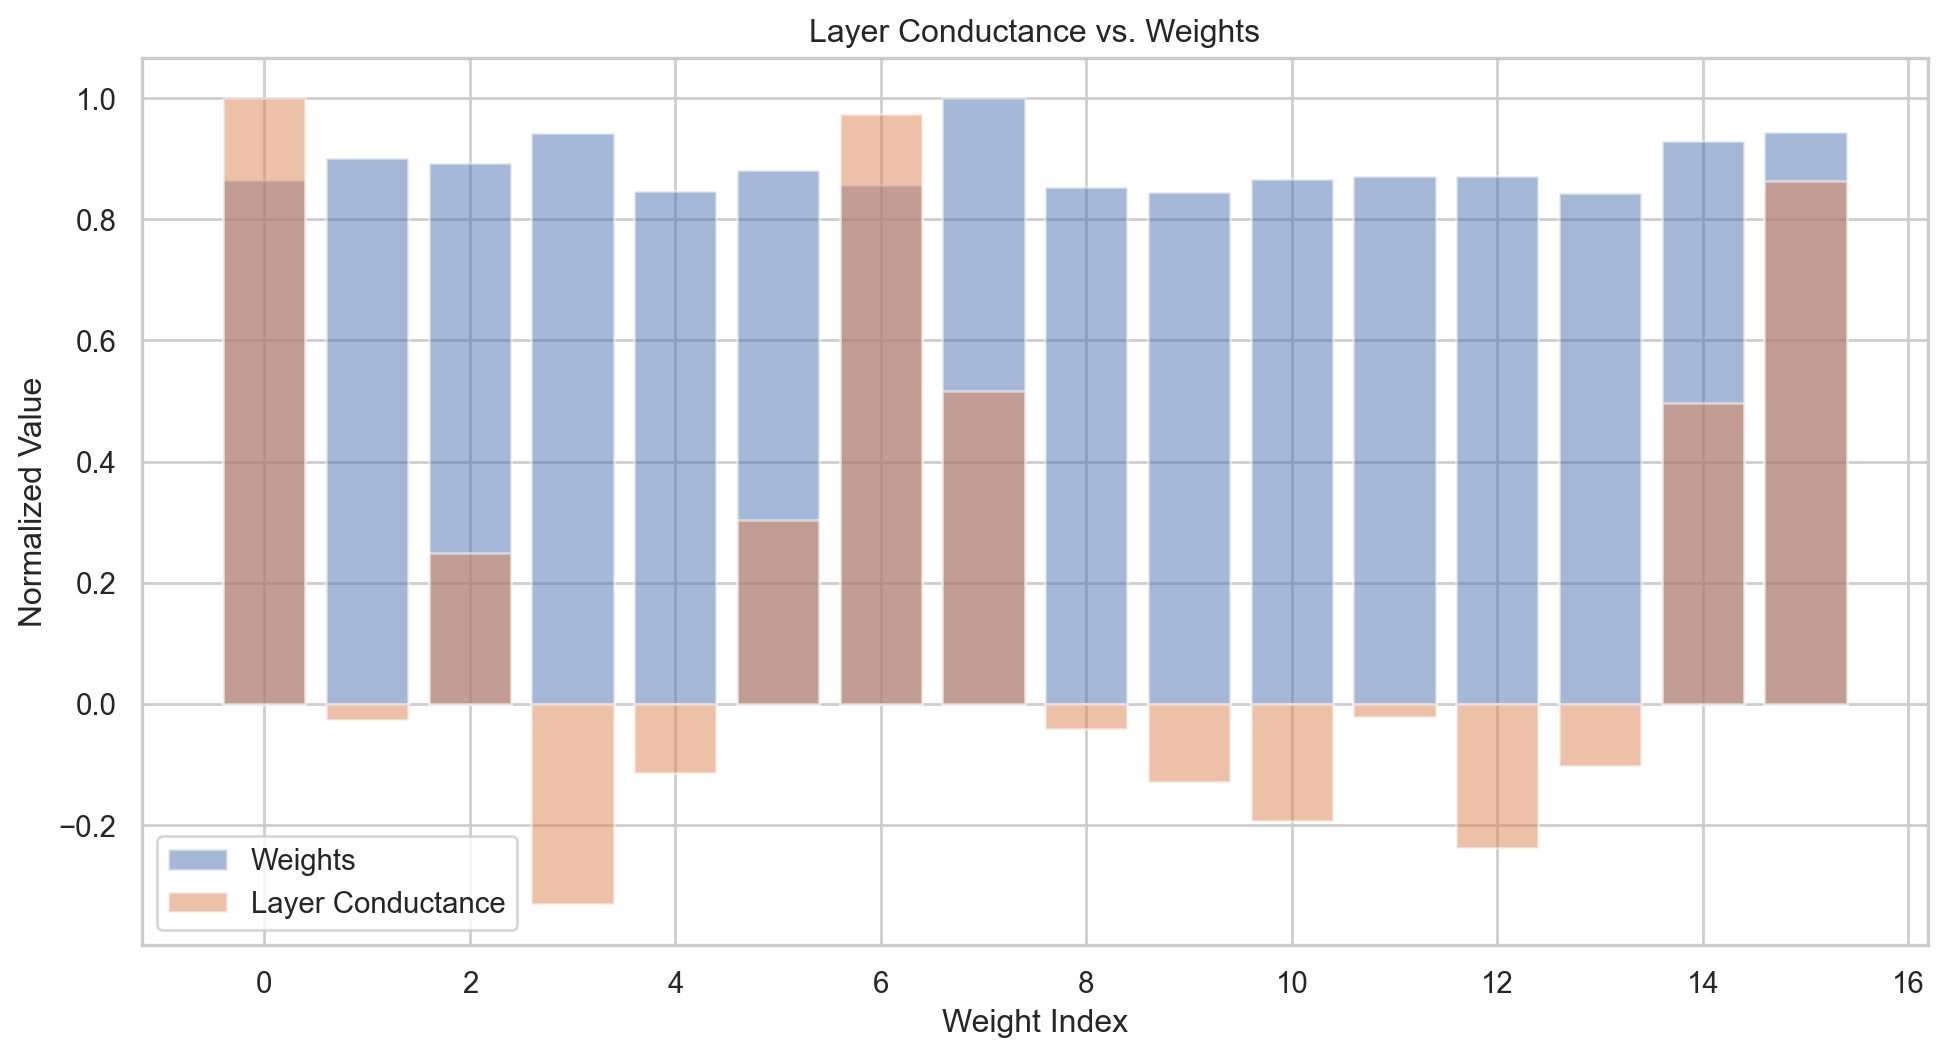 Layer Conductance vs. Weights
1.0
0.8
0.6
0.4
0.2
0.0
−0.2
Normalized Value
Weights
Layer Conductance
0 2 4 6 8 10 12 14 16
Weight Index